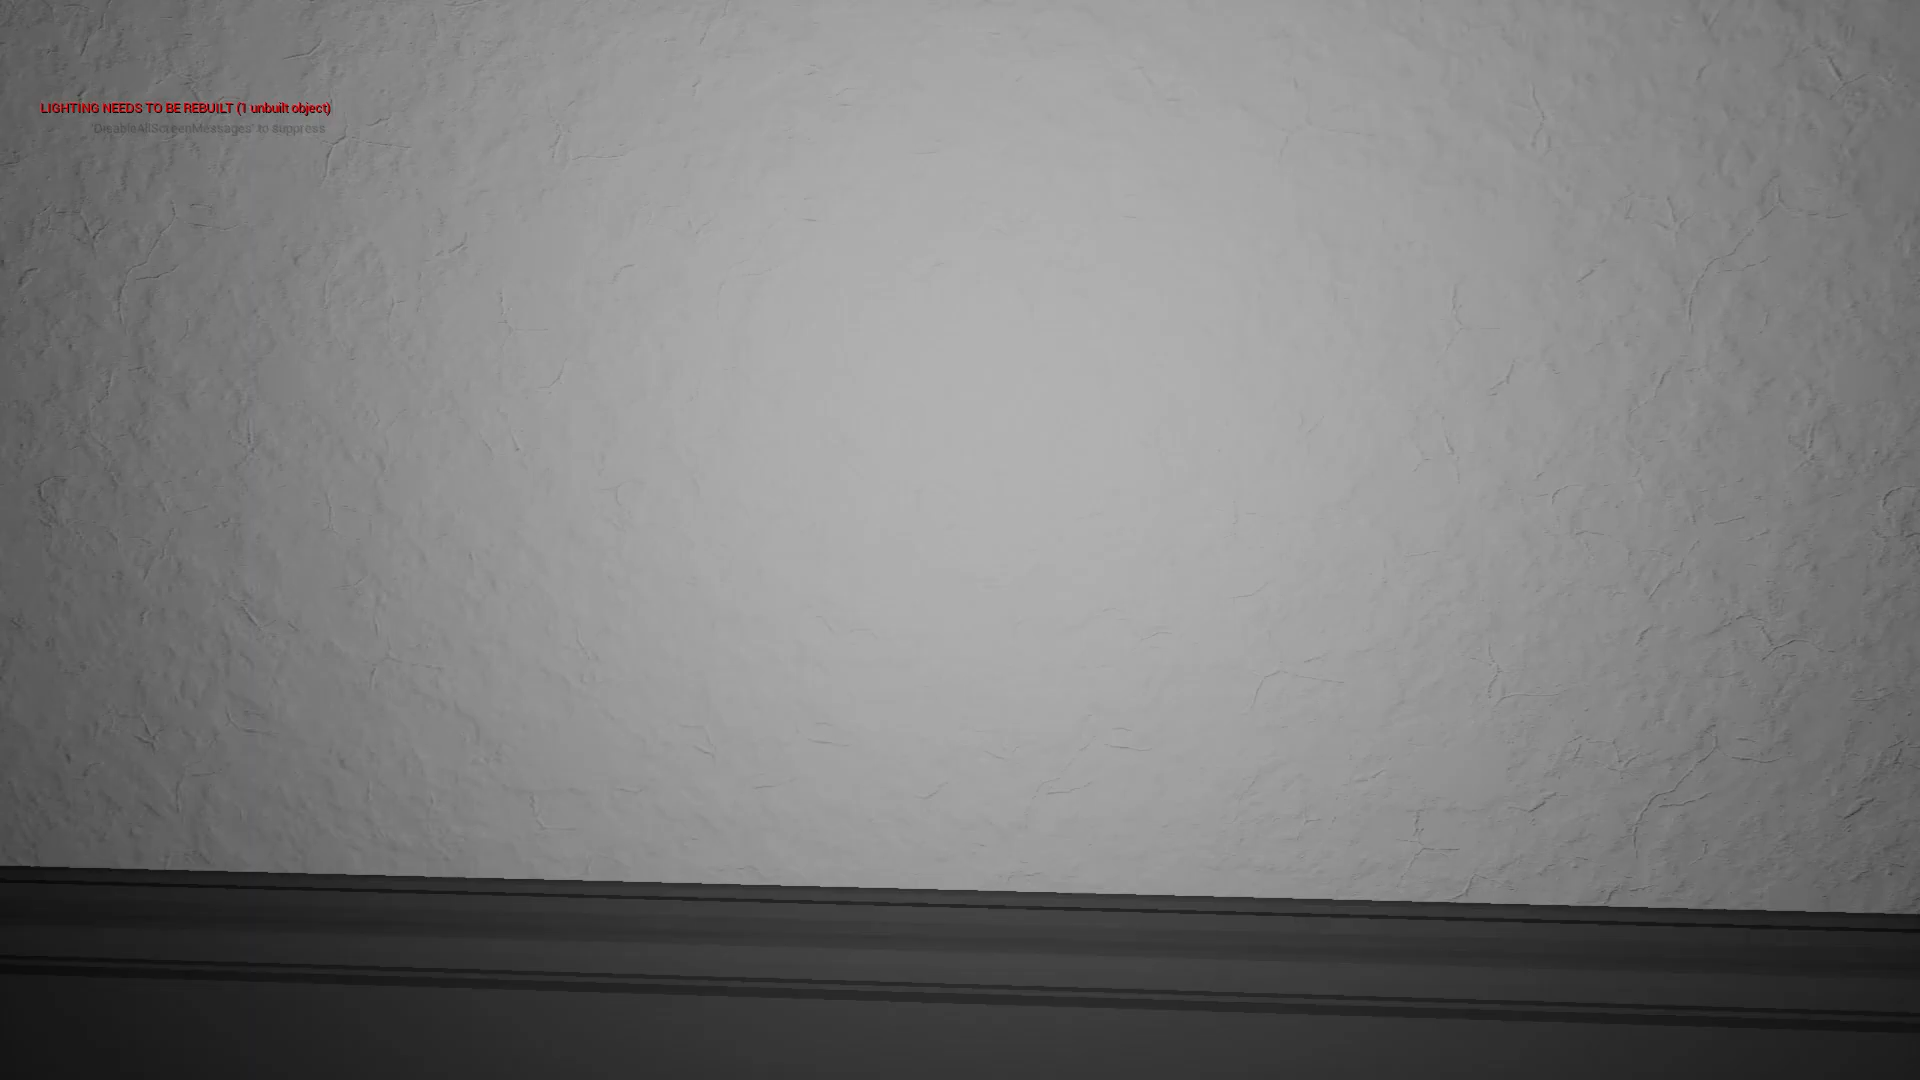 LIGHTING NEEDS TO BE REBUILT (1 unbuilt object)
'DisableAllScreenMessages' to suppress